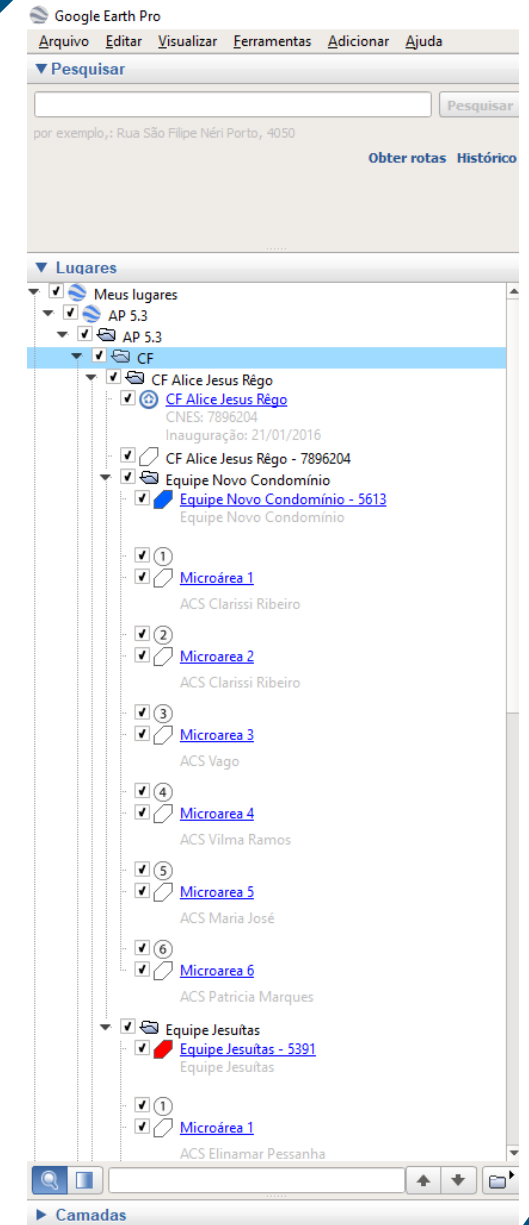 Google Earth Pro
Arquivo Editar Visualizar Ferramentas Adicionar Ajuda
Pesquisar
Pesquisar
por exemplo,: Rua São Filipe Néri Porto, 4050
Obter rotas Histórico
Lugares
Meus lugares
AP 5.3
AP 5.3
CF
CF Alice Jesus Rêgo
CF Alice Jesus Rêgo
CNES: 7896204
Inauguração: 21/01/2016
CF Alice Jesus Rêgo - 7896204
Equipe Novo Condomínio
Equipe Novo Condomínio - 5613
Equipe Novo Condomínio
1
Microárea 1
ACS Clarissi Ribeiro
2
Microarea 2
ACS Clarissi Ribeiro
3
Microarea 3
ACS Vago
4
Microarea 4
ACS Vilma Ramos
5
Microarea 5
ACS Maria José
6
Microarea 6
ACS Patricia Marques
Equipe Jesuítas
Equipe Jesuítas - 5391
Equipe Jesuítas
1
Microárea 1
ACS Elinamar Pessanha
Camadas